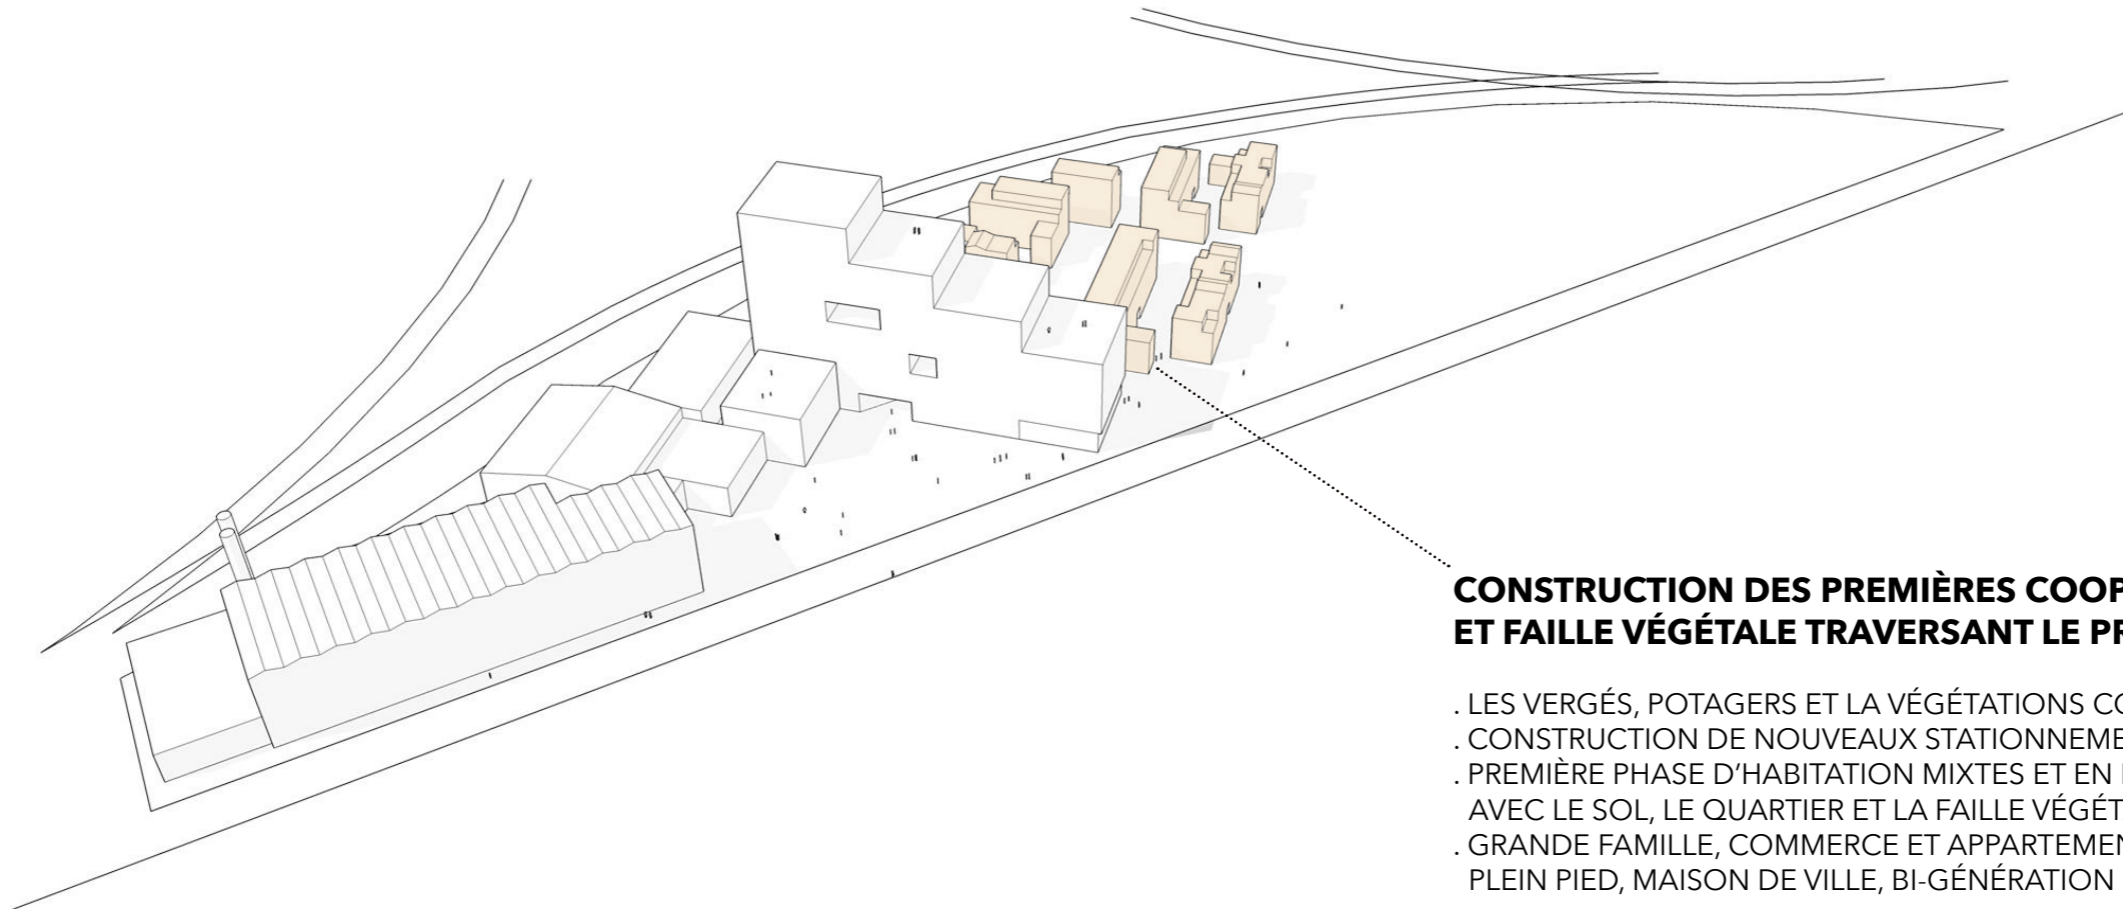 CONSTRUCTION DES PREMIÈRES COOP
ET FAILLE VÉGÉTALE TRAVERSANT LE PR
. LES VERGÉS, POTAGERS ET LA VÉGÉTATIONS CO
. CONSTRUCTION DE NOUVEAUX STATIONNEME
. PREMIÈRE PHASE D'HABITATION MIXTES ET EN
AVEC LE SOL, LE QUARTIER ET LA FAILLE VÉGÉT
. GRANDE FAMILLE, COMMERCE ET APPARTEMEN
PLEIN PIED, MAISON DE VILLE, BI-GÉNÉRATION